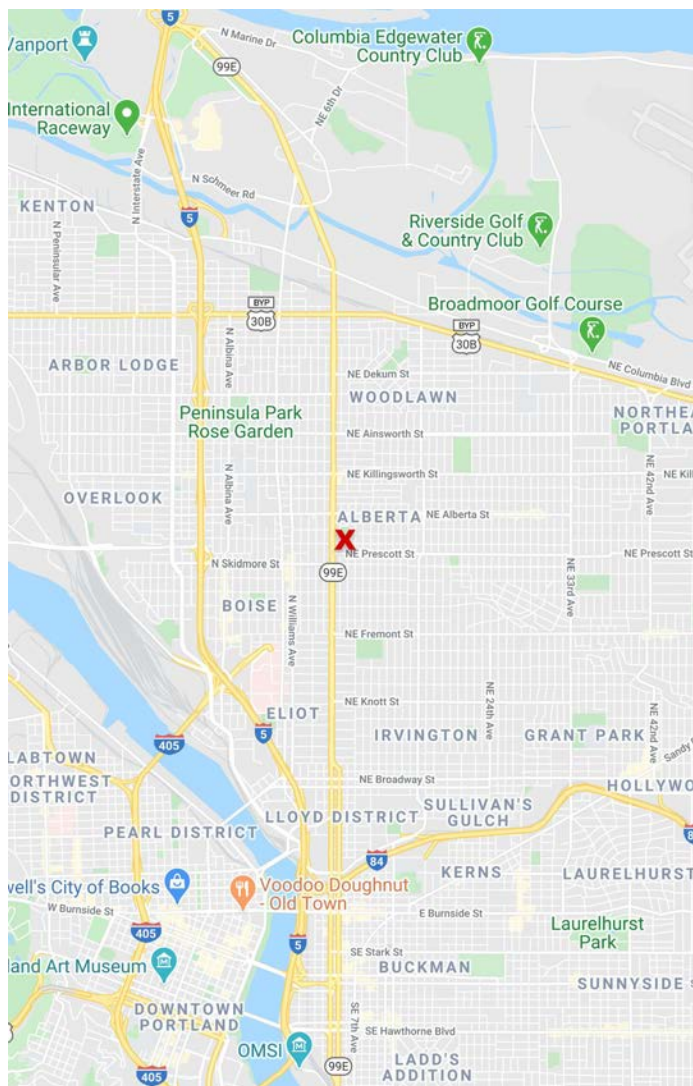 5
N Marine Dr
Columbia Edgewater
Country Club
Vanport
99E
NE 6th Dr
International
Raceway
N Interstate Ave
N Schmeer Rd
KENTON
5
N Peninsular Ave
Riverside Golf
& Country Club
BYP
30B
Broadmoor Golf Course
BYP
30B
NE Columbia Blvd
N Albina Ave
ARBOR LODGE
NE Dekum St
WOODLAWN
Peninsula Park
Rose Garden
NORTHEA
PORTLA
NE Ainsworth St
NE Killingsworth St
NE Kil
NE 42nd Ave
N Albina Ave
OVERLOOK
ALBERTA
NE Alberta St
X
NE Prescott St
NE Prescott St
N Skidmore St
99E
NE 33rd Ave
BOISE
N Williams Ave
NE Fremont St
NE Knott St
NE 24th Ave
ELIOT
5
405
IRVINGTON
GRANT PARK
NE 42nd Ave
Sandy
LABTOWN
ORTHWEST
DISTRICT
NE Broadway St
HOLLYWO
SULLIVAN'S
GULCH
LLOYD DISTRICT
PEARL DISTRICT
84
8
KERNS
LAURELHURST
well's City of Books
Voodoo Doughnut
- Old Town
W Burnside St
E Burnside St
Laurelhurst
Park
405
5
SE Stark St
land Art Museum
BUCKMAN
SUNNYSIDE
DOWNTOWN
PORTLAND
SE 7th Ave
SE Hawthorne Blvd
OMSI
LADD'S
ADDITION
405
99E